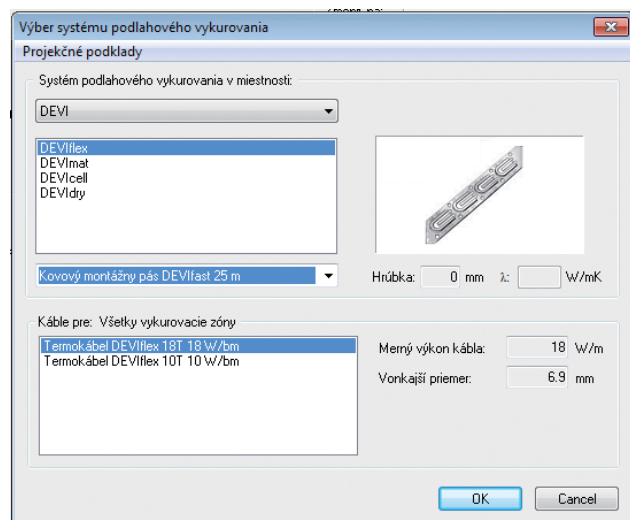 Výber systému podlahového vykurovania
Projekčné podklady
Systém podlahového vykurovania v miestnosti:
DEVI
DEVIflex
DEVImat
DEVIcell
DEVIdry
Kovový montážny pás DEVIfast 25 m
Hrúbka: 0 mm λ: W/mK
Káble pre: Všetky vykurovacie zóny
Termokábel DEVIflex 18T 18 W/bm
Termokábel DEVIflex 10T 10 W/bm
Merný výkon kábla: 18 W/m
Vonkajší priemer: 6.9 mm
OK Cancel